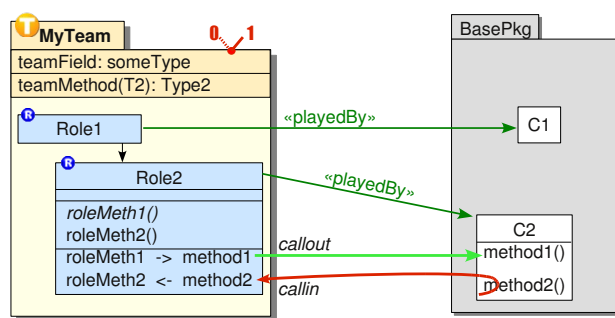 T
MyTeam
0 1
teamField: someType
teamMethod(T2): Type2
R
Role1
R
Role2
roleMeth1()
roleMeth2()
roleMeth1 -> method1
roleMeth2 <- method2
«playedBy»
«playedBy»
callout
callin
BasePkg
C1
C2
method1()
method2()